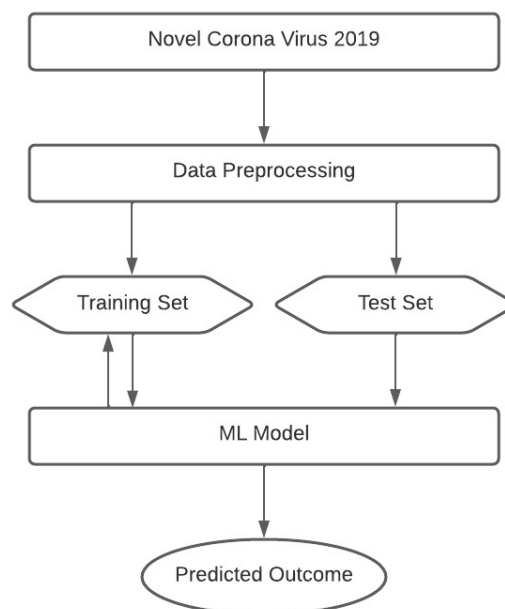 Novel Corona Virus 2019
Data Preprocessing
Training Set
Test Set
ML Model
Predicted Outcome